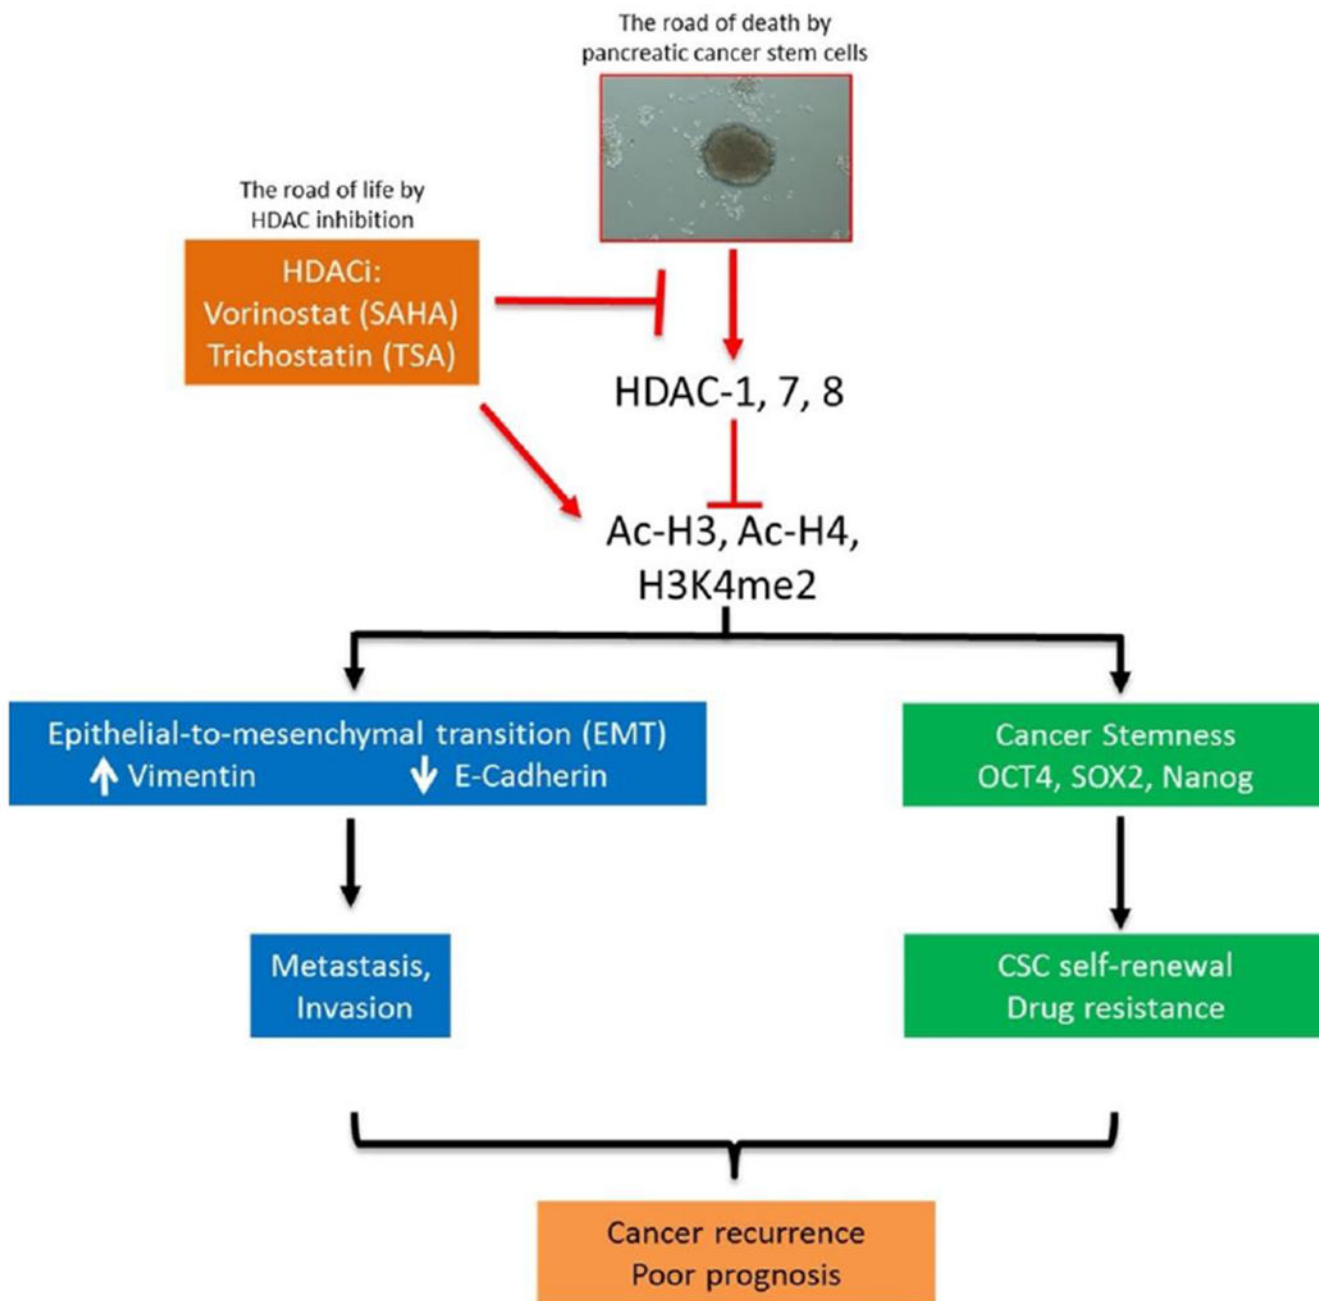 The road of death by
pancreatic cancer stem cells
The road of life by
HDAC inhibition
HDACi:
Vorinostat (SAHA)
Trichostatin (TSA)
HDAC-1, 7, 8
Ac-H3, Ac-H4,
H3K4me2
Epithelial-to-mesenchymal transition (EMT)
Vimentin E-Cadherin
Cancer Stemness
OCT4, SOX2, Nanog
Metastasis,
Invasion
CSC self-renewal
Drug resistance
Cancer recurrence
Poor prognosis